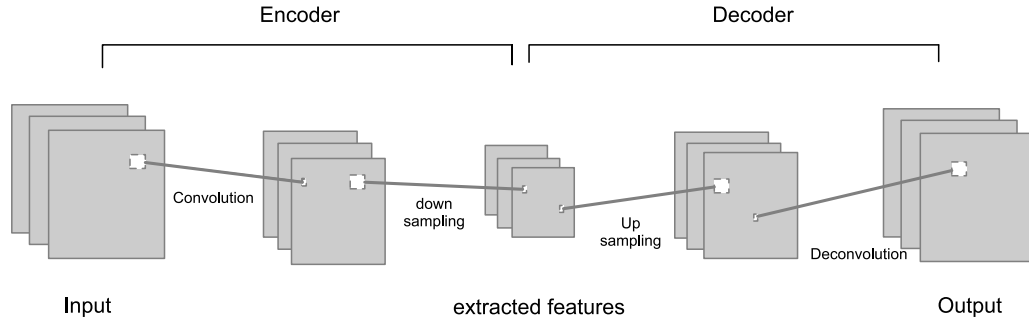 Encoder
Decoder
Convolution
down
sampling
Up
sampling
Deconvolution
Input
extracted features
Output